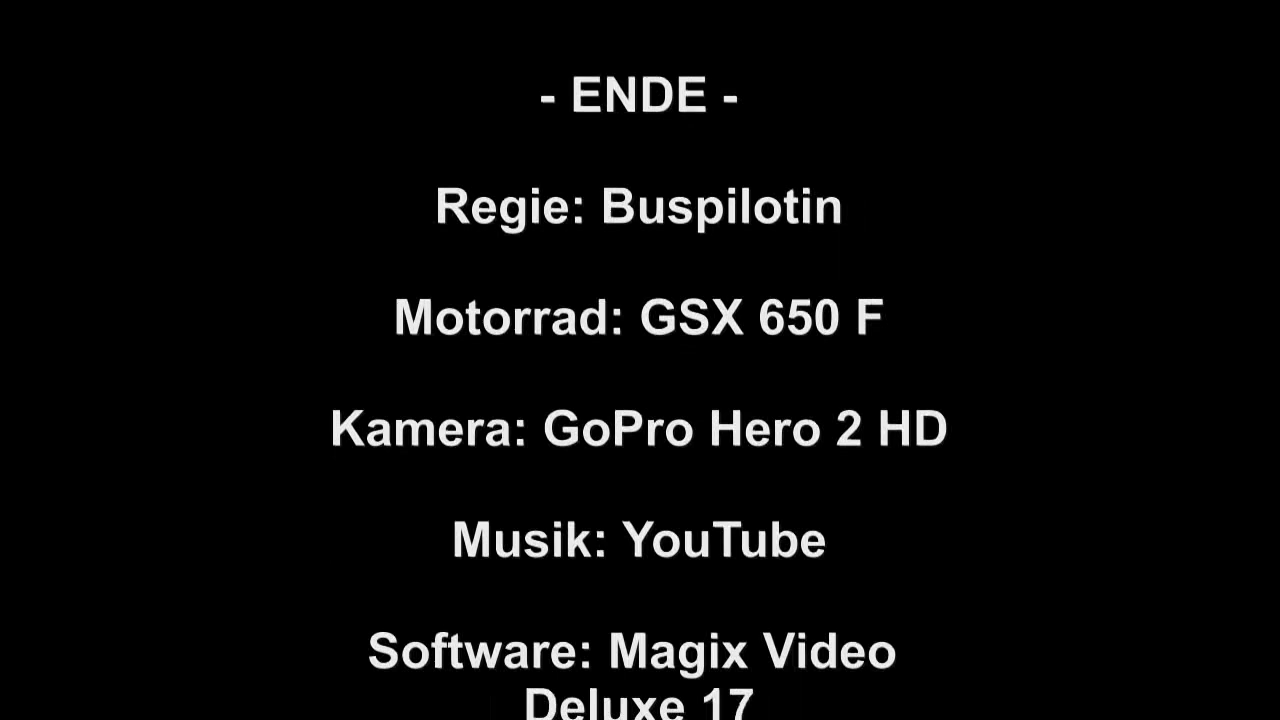 - ENDE -
Regie: Buspilotin
Motorrad: GSX 650 F
Kamera: GoPro Hero 2 HD
Musik: YouTube
Software: Magix Video
Deluxe 17